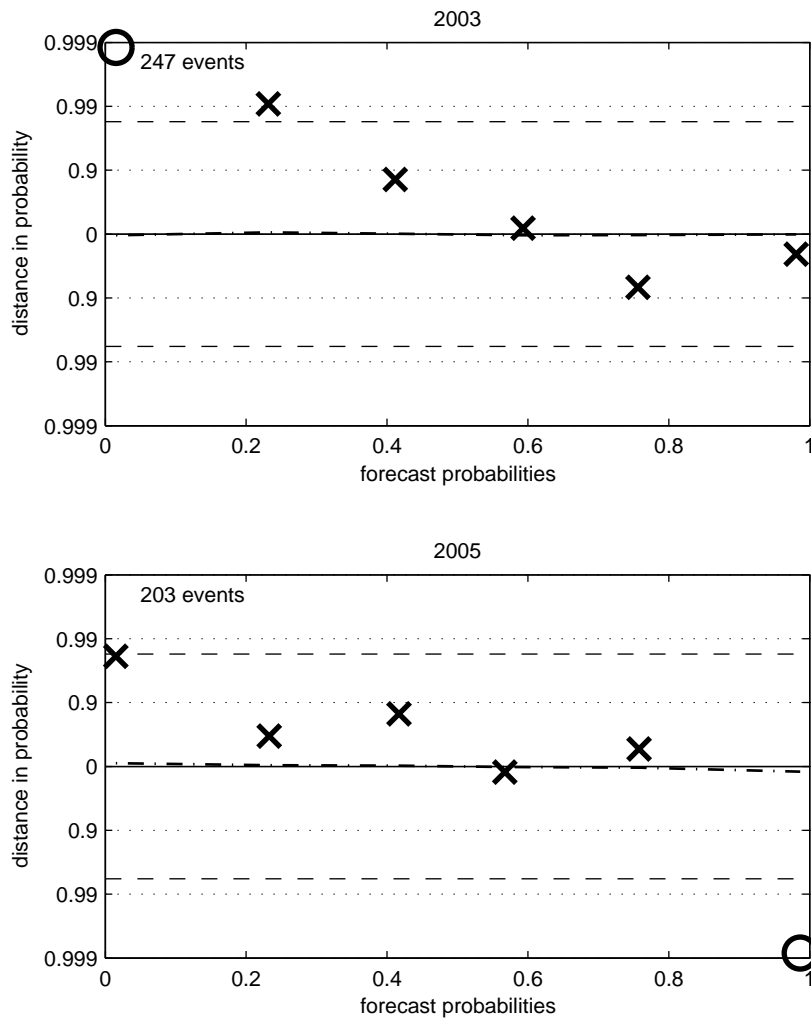 2003
0.999
247 events
0.99
0.9
0
0.9
0.99
0.999
distance in probability
0 0.2 0.4 0.6 0.8 1
forecast probabilities
2005
0.999
203 events
0.99
0.9
0
0.9
0.99
0.999
distance in probability
0 0.2 0.4 0.6 0.8 1
forecast probabilities